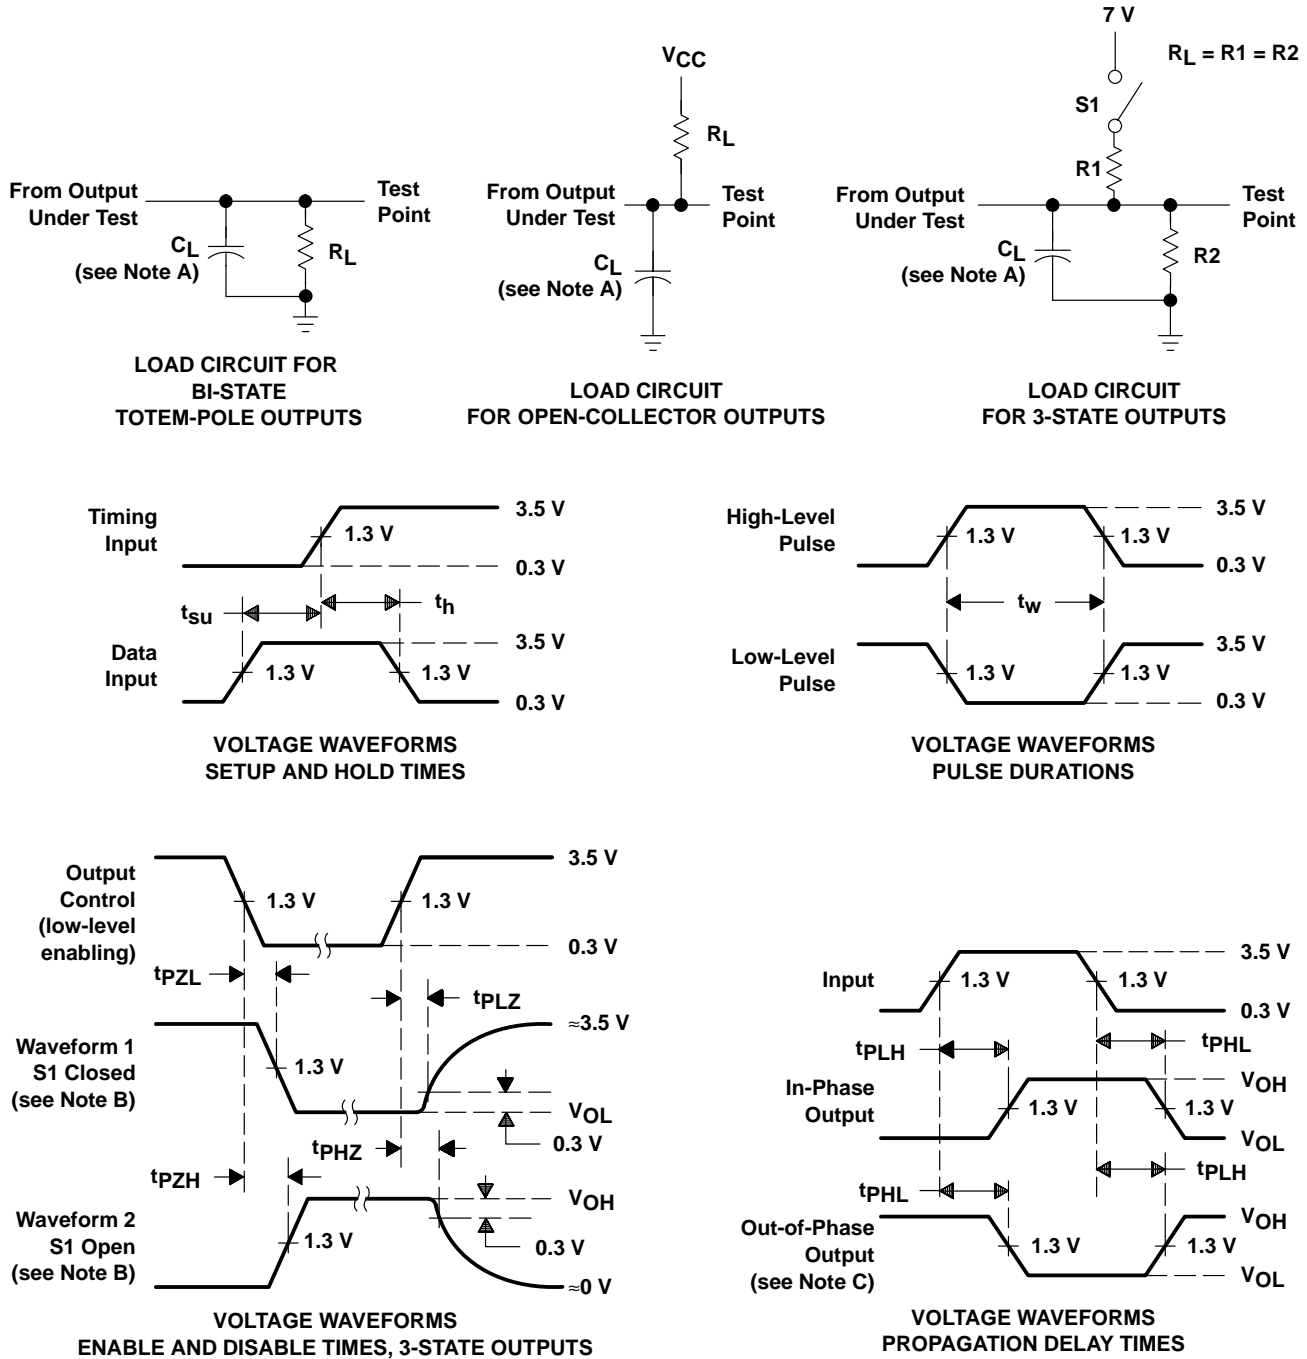 From Output
Under Test
Test
Point
CL
(see Note A)
RL
LOAD CIRCUIT FOR
BI-STATE
TOTEM-POLE OUTPUTS
VCC
RL
From Output
Under Test
Test
Point
CL
(see Note A)
LOAD CIRCUIT
FOR OPEN-COLLECTOR OUTPUTS
7 V
RL = R1 = R2
S1
R1
From Output
Under Test
Test
Point
CL
(see Note A)
R2
LOAD CIRCUIT
FOR 3-STATE OUTPUTS
Timing
Input
1.3 V
3.5 V
0.3 V
tsu
th
Data
Input
1.3 V
1.3 V
3.5 V
0.3 V
VOLTAGE WAVEFORMS
SETUP AND HOLD TIMES
High-Level
Pulse
1.3 V
1.3 V
3.5 V
0.3 V
tw
Low-Level
Pulse
1.3 V
1.3 V
3.5 V
0.3 V
VOLTAGE WAVEFORMS
PULSE DURATIONS
Output
Control
(low-level
enabling)
1.3 V
1.3 V
3.5 V
0.3 V
tPZL
tPLZ
Waveform 1
S1 Closed
(see Note B)
1.3 V
≈3.5 V
VOL
0.3 V
tPZH
tPHZ
Waveform 2
S1 Open
(see Note B)
1.3 V
VOH
0.3 V
≈0 V
VOLTAGE WAVEFORMS
ENABLE AND DISABLE TIMES, 3-STATE OUTPUTS
Input
1.3 V
1.3 V
3.5 V
0.3 V
tPLH
tPHL
In-Phase
Output
1.3 V
1.3 V
VOH
VOL
tPHL
tPLH
Out-of-Phase
Output
(see Note C)
1.3 V
1.3 V
VOH
VOL
VOLTAGE WAVEFORMS
PROPAGATION DELAY TIMES